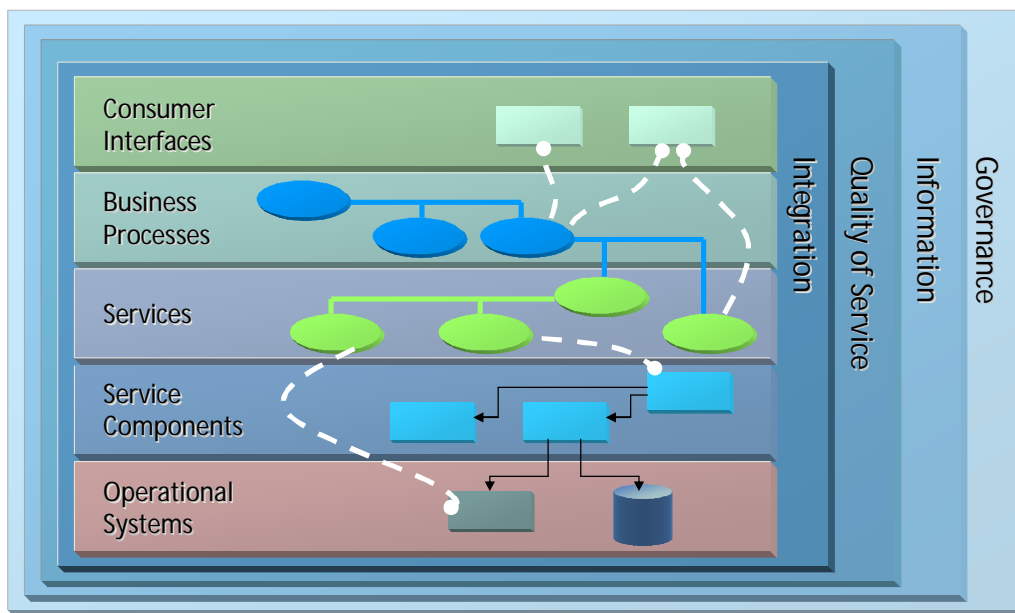 Consumer
Interfaces
Business
Processes
Services
Service
Components
Operational
Systems
Integration
Quality of Service
Information
Governance